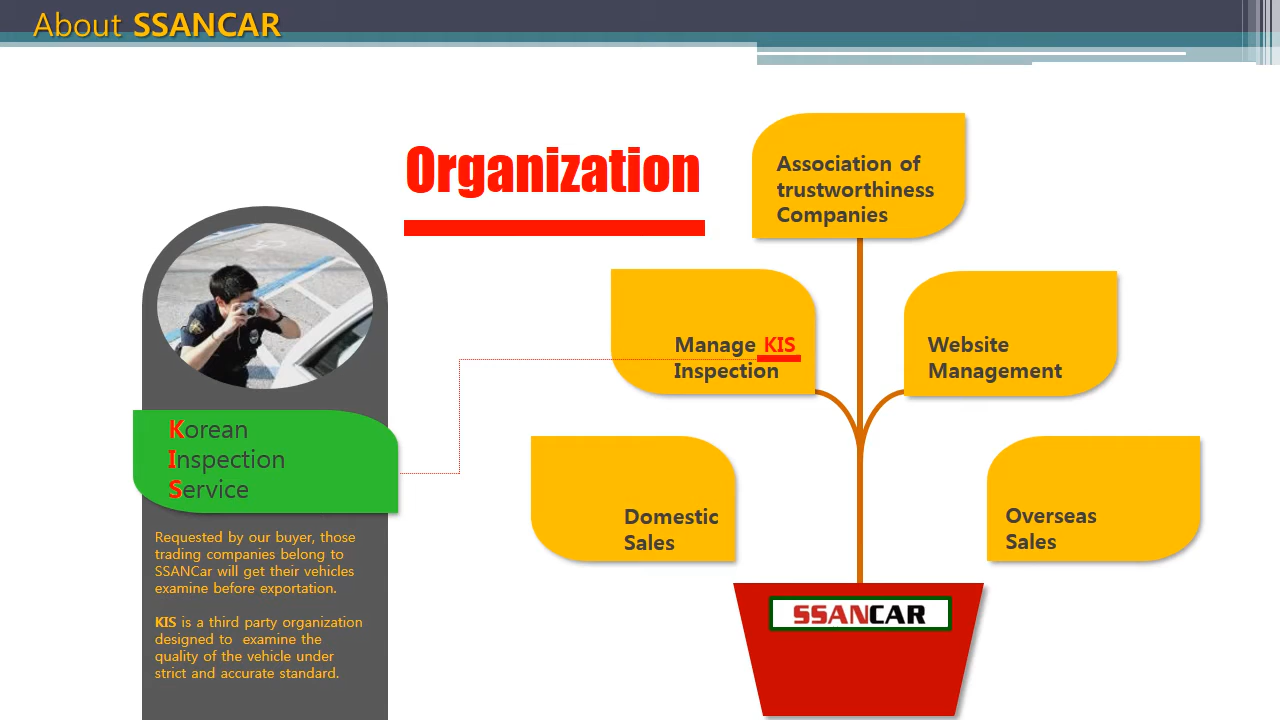 About SSANCAR
Organization
Association of
trustworthiness
Companies
Manage KIS
Inspection
Website
Management
Korean
Inspection
Service
Domestic
Sales
Overseas
Sales
Requested by our buyer, those
trading companies belong to
SSANCar will get their vehicles
examine before exportation.
KIS is a third party organization
designed to  examine the
quality of the vehicle under
strict and accurate standard.
SSANCAR